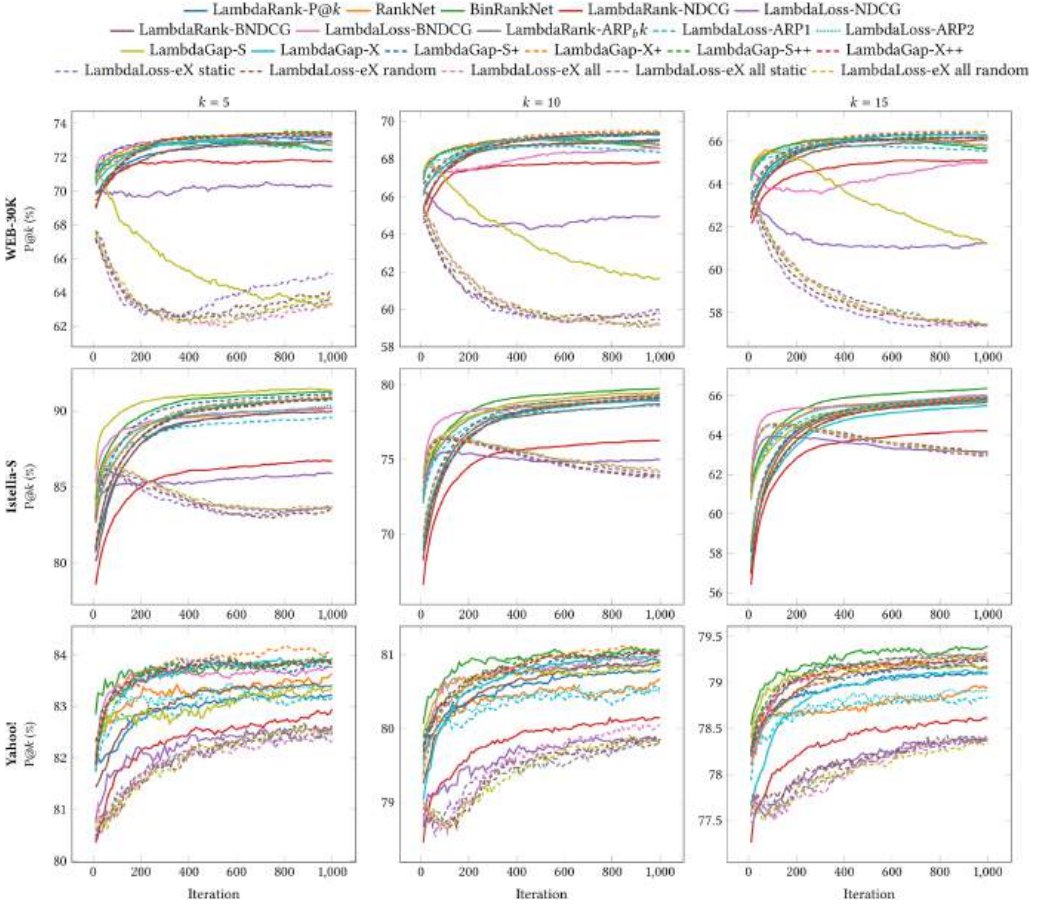 LambdaRank-P@k RankNet BinRankNet LambdaRank-NDCG LambdaLoss-NDCG
LambdaRank-BNDCG LambdaLoss-BNDCG LambdaRank-ARPbk LambdaLoss-ARP1 LambdaLoss-ARP2
LambdaGap-S LambdaGap-X LambdaGap-S+ LambdaGap-X+ LambdaGap-S++ LambdaGap-X++
LambdaLoss-eX static LambdaLoss-eX random LambdaLoss-eX all LambdaLoss-eX all static LambdaLoss-eX all random
k = 5 k = 10 k = 15
WEB-30K
P@k (%)
74
72
70
68
66
64
62
0 200 400 600 800 1,000
70
68
66
64
62
60
58
0 200 400 600 800 1,000
66
64
62
60
58
0 200 400 600 800 1,000
Istella-S
P@k (%)
90
85
80
0 200 400 600 800 1,000
80
75
70
0 200 400 600 800 1,000
66
64
62
60
58
56
0 200 400 600 800 1,000
Yahoo!
P@k (%)
84
83
82
81
80
0 200 400 600 800 1,000
Iteration
81
80
79
0 200 400 600 800 1,000
Iteration
79.5
79
78.5
78
77.5
0 200 400 600 800 1,000
Iteration